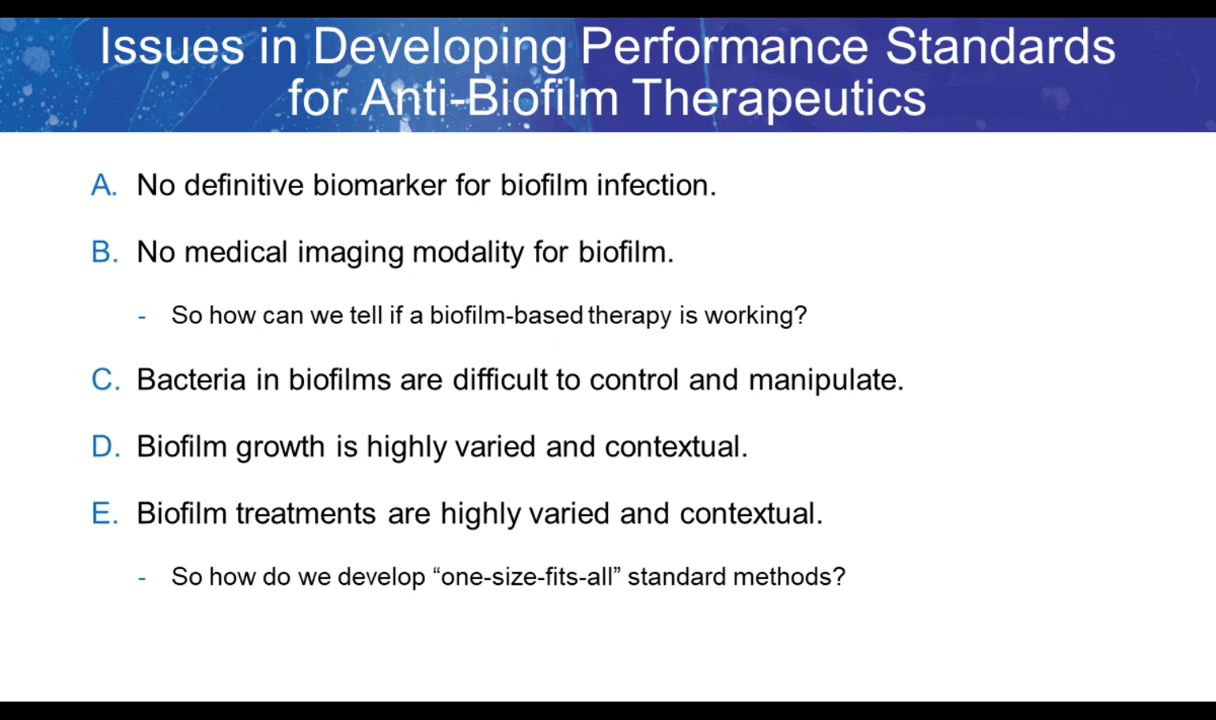 Issues in Developing Performance Standards
for Anti-Biofilm Therapeutics
A. No definitive biomarker for biofilm infection.
B. No medical imaging modality for biofilm.
- So how can we tell if a biofilm-based therapy is working?
C. Bacteria in biofilms are difficult to control and manipulate.
D. Biofilm growth is highly varied and contextual.
E. Biofilm treatments are highly varied and contextual.
- So how do we develop “one-size-fits-all” standard methods?